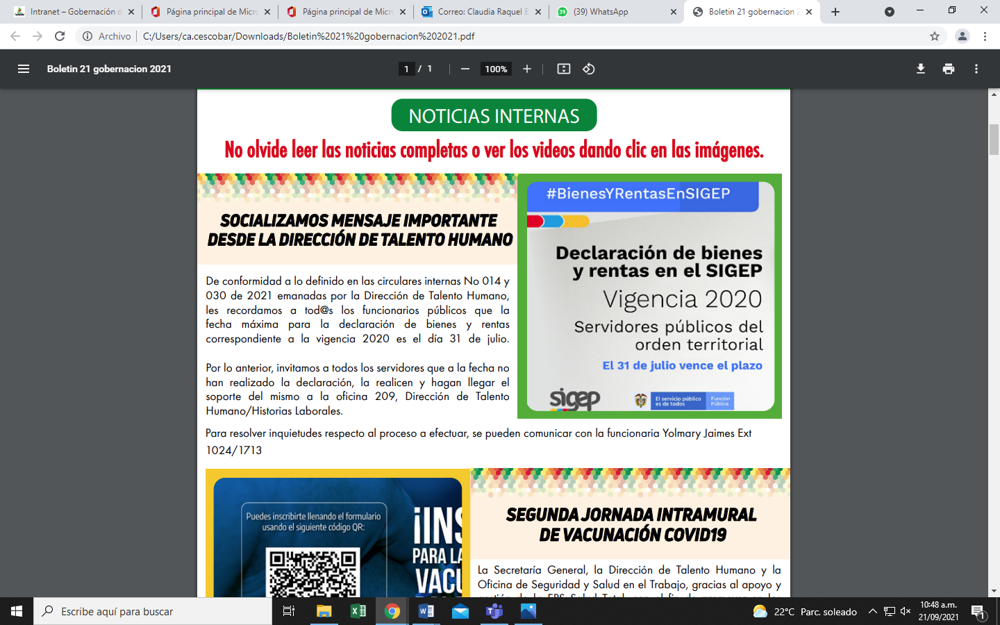 Intranet – Gobernación d
Página principal de Micro
Página principal de Micro
Correo: Claudia Raquel E
(39) WhatsApp
Boletin 21 gobernacion 2
Archivo
C:/Users/ca.cescobar/Downloads/Boletin%2021%20gobernacion%202021.pdf
Boletin 21 gobernacion 2021
1 / 1
100%
NOTICIAS INTERNAS
No olvide leer las noticias completas o ver los videos dando clic en las imágenes.
SOCIALIZAMOS MENSAJE IMPORTANTE
DESDE LA DIRECCIÓN DE TALENTO HUMANO
De conformidad a lo definido en las circulares internas No 014 y
030 de 2021 emanadas por la Dirección de Talento Humano,
les recordamos a tod@s los funcionarios públicos que la
fecha máxima para la declaración de bienes y rentas
correspondiente a la vigencia 2020 es el día 31 de julio.
Por lo anterior, invitamos a todos los servidores que a la fecha no
han realizado la declaración, la realicen y hagan llegar el
soporte del mismo a la oficina 209, Dirección de Talento
Humano/Historias Laborales.
#BienesYRentasEnSIGEP
Declaración de bienes
y rentas en el SIGEP
Vigencia 2020
Servidores públicos del
orden territorial
El 31 de julio vence el plazo
sigep
El servicio público
es de todos
Función
Pública
Para resolver inquietudes respecto al proceso a efectuar, se pueden comunicar con la funcionaria Yolmary Jaimes Ext
1024/1713
Puedes inscribirte llenando el formulario
usando el siguiente código QR:
¡INS
PARA LA
VACU
SEGUNDA JORNADA INTRAMURAL
DE VACUNACIÓN COVID19
La Secretaría General, la Dirección de Talento Humano y la
Oficina de Seguridad y Salud en el Trabajo, gracias al apoyo y
Escribe aquí para buscar
22°C Parc. soleado
10:48 a.m.
21/09/2021
1